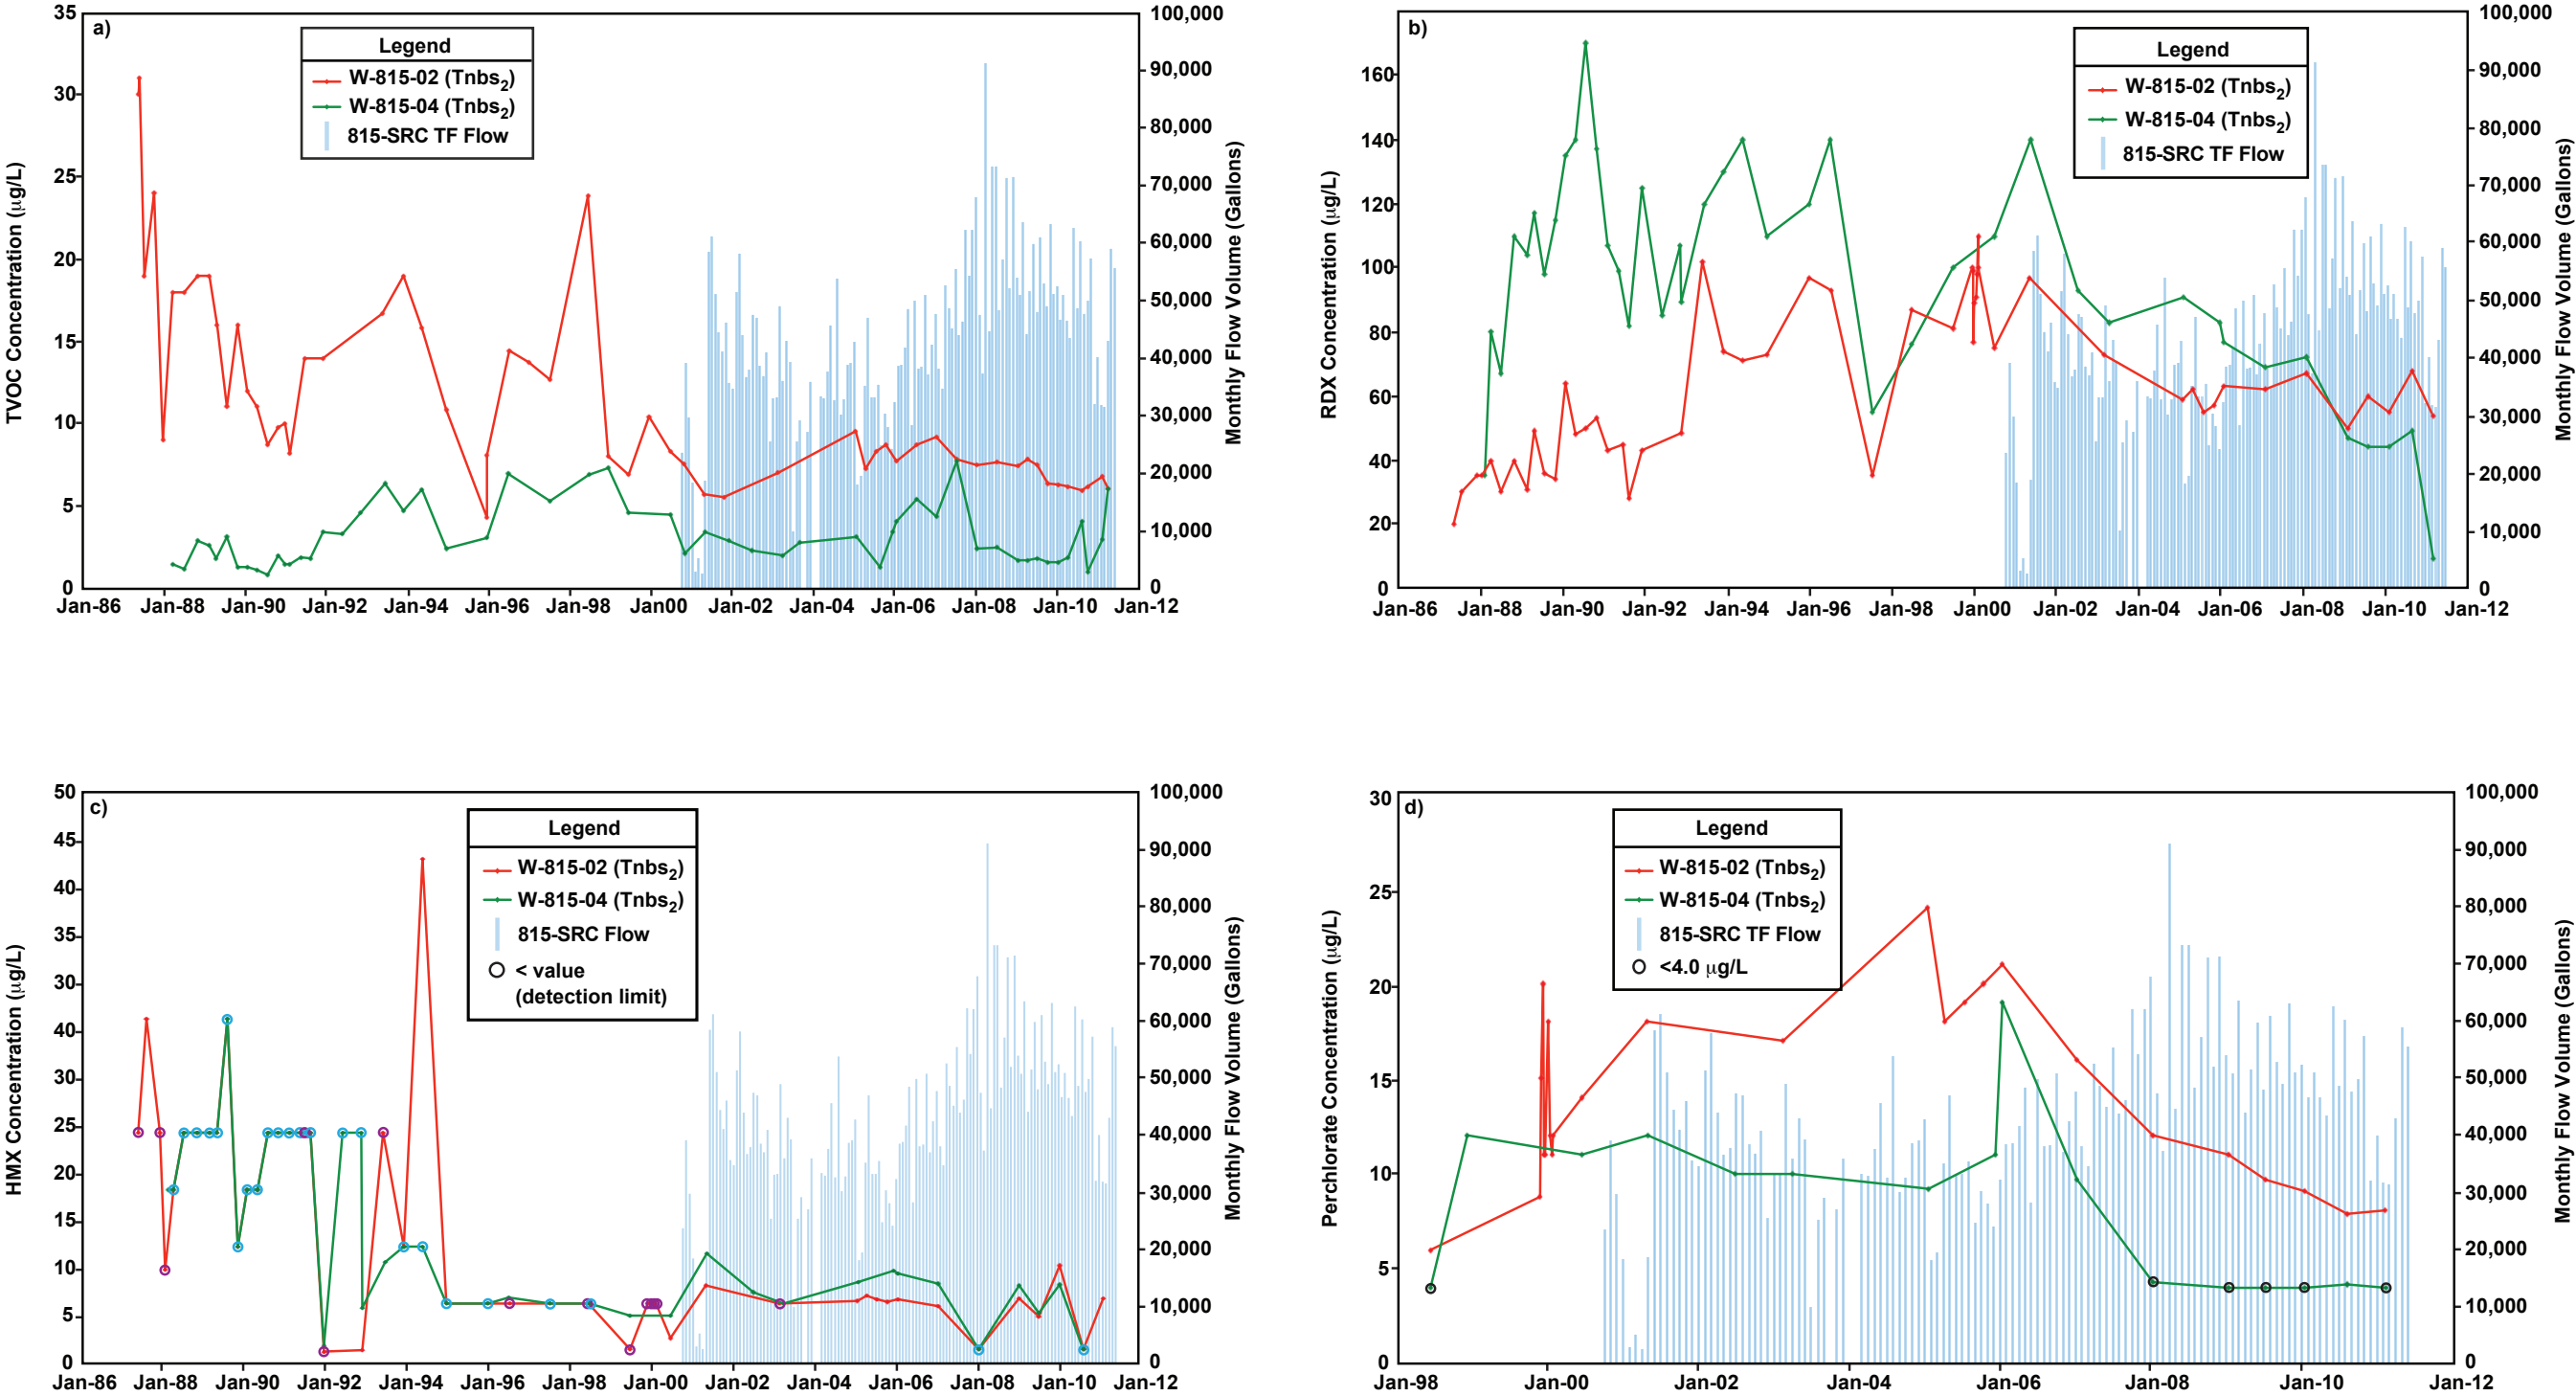 a)
TVOC Concentration (µg/L)
35
30
25
20
15
10
5
0
Legend
W-815-02 (Tnbs2)
W-815-04 (Tnbs2)
815-SRC TF Flow
100,000
90,000
80,000
70,000
60,000
50,000
40,000
30,000
20,000
10,000
0
Monthly Flow Volume (Gallons)
Jan-86 Jan-88 Jan-90 Jan-92 Jan-94 Jan-96 Jan-98 Jan00 Jan-02 Jan-04 Jan-06 Jan-08 Jan-10 Jan-12
b)
RDX Concentration (µg/L)
160
140
120
100
80
60
40
20
0
Legend
W-815-02 (Tnbs2)
W-815-04 (Tnbs2)
815-SRC TF Flow
100,000
90,000
80,000
70,000
60,000
50,000
40,000
30,000
20,000
10,000
0
Monthly Flow Volume (Gallons)
Jan-86 Jan-88 Jan-90 Jan-92 Jan-94 Jan-96 Jan-98 Jan00 Jan-02 Jan-04 Jan-06 Jan-08 Jan-10 Jan-12
c)
HMX Concentration (µg/L)
50
45
40
35
30
40
30
25
20
15
10
5
0
Legend
W-815-02 (Tnbs2)
W-815-04 (Tnbs2)
815-SRC Flow
< value
(detection limit)
100,000
90,000
80,000
70,000
60,000
50,000
40,000
30,000
20,000
10,000
0
Monthly Flow Volume (Gallons)
Jan-86 Jan-88 Jan-90 Jan-92 Jan-94 Jan-96 Jan-98 Jan-00 Jan-02 Jan-04 Jan-06 Jan-08 Jan-10 Jan-12
d)
Perchlorate Concentration (µg/L)
30
25
20
15
10
5
0
Legend
W-815-02 (Tnbs2)
W-815-04 (Tnbs2)
815-SRC TF Flow
<4.0 µg/L
100,000
90,000
80,000
70,000
60,000
50,000
40,000
30,000
20,000
10,000
0
Monthly Flow Volume (Gallons)
Jan-98 Jan-00 Jan-02 Jan-04 Jan-06 Jan-08 Jan-10 Jan-12